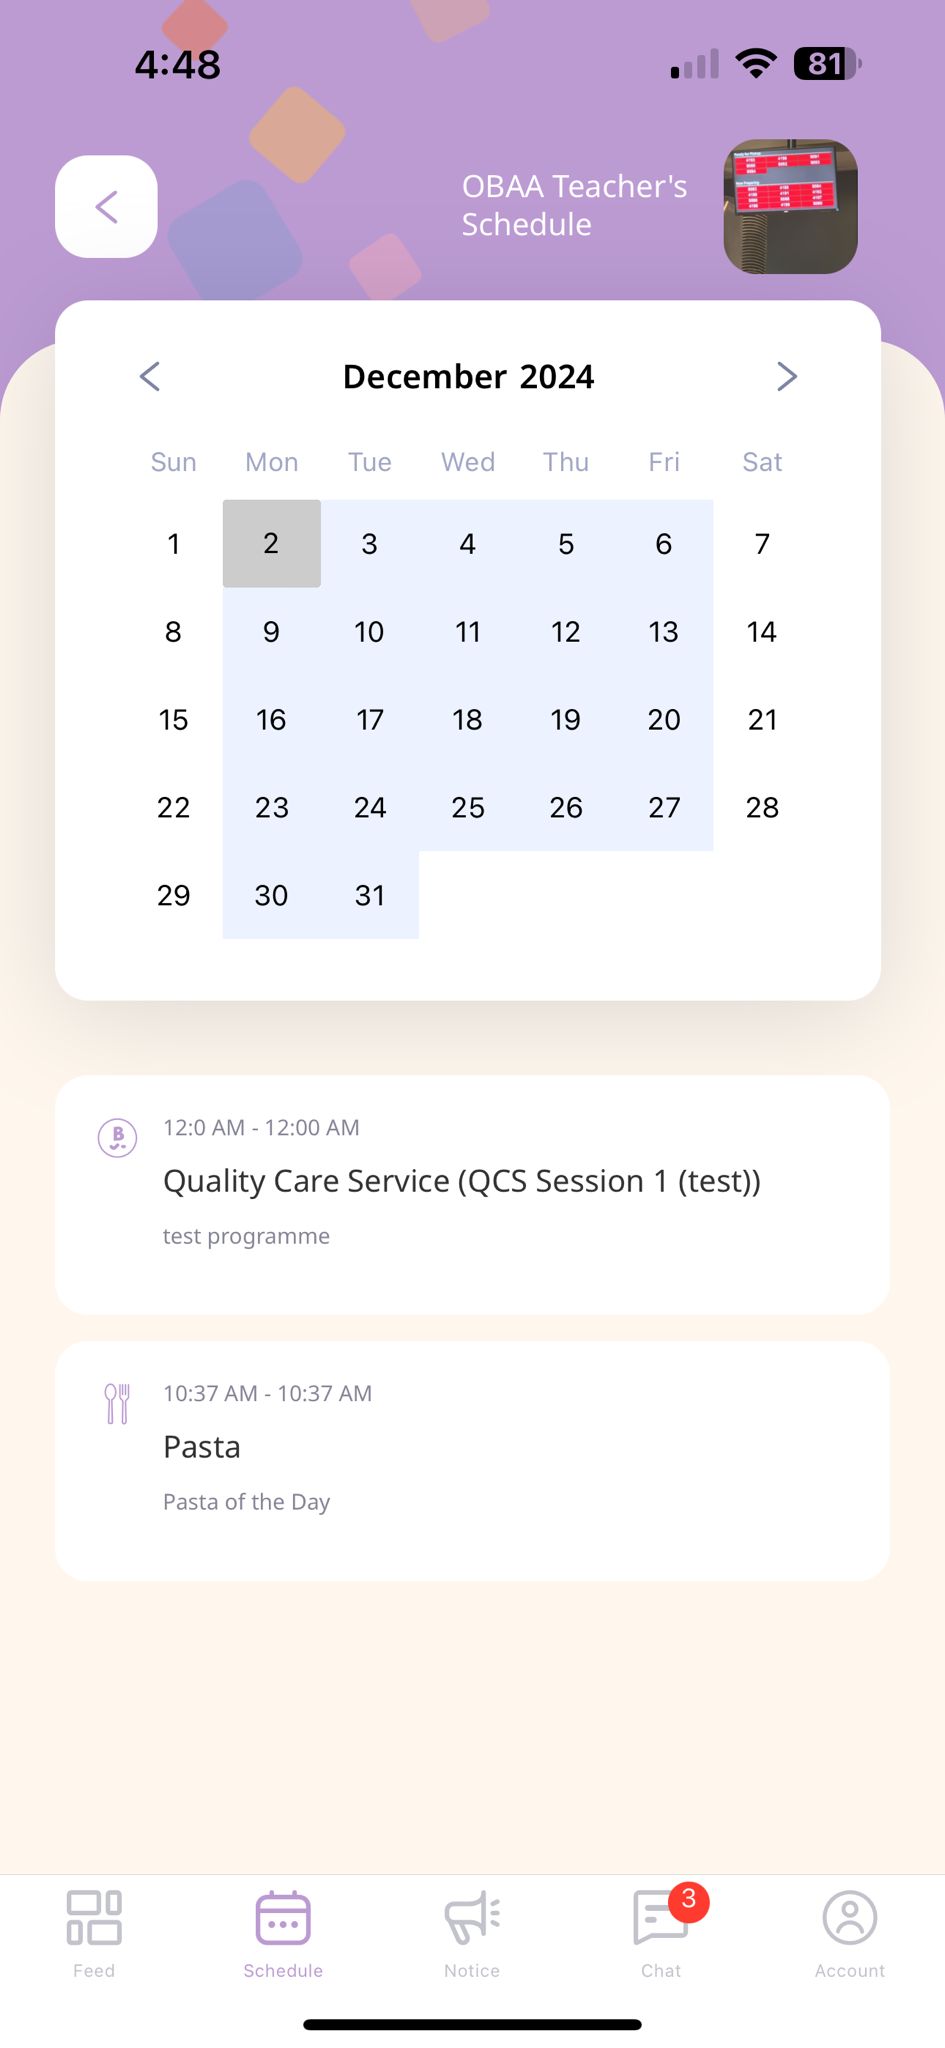 4:48
81
OBAA Teacher's
Schedule
December 2024
Sun Mon Tue Wed Thu Fri Sat
1 2 3 4 5 6 7
8 9 10 11 12 13 14
15 16 17 18 19 20 21
22 23 24 25 26 27 28
29 30 31
B
12:0 AM - 12:00 AM
Quality Care Service (QCS Session 1 (test))
test programme
10:37 AM - 10:37 AM
Pasta
Pasta of the Day
3
Feed Schedule Notice Chat Account